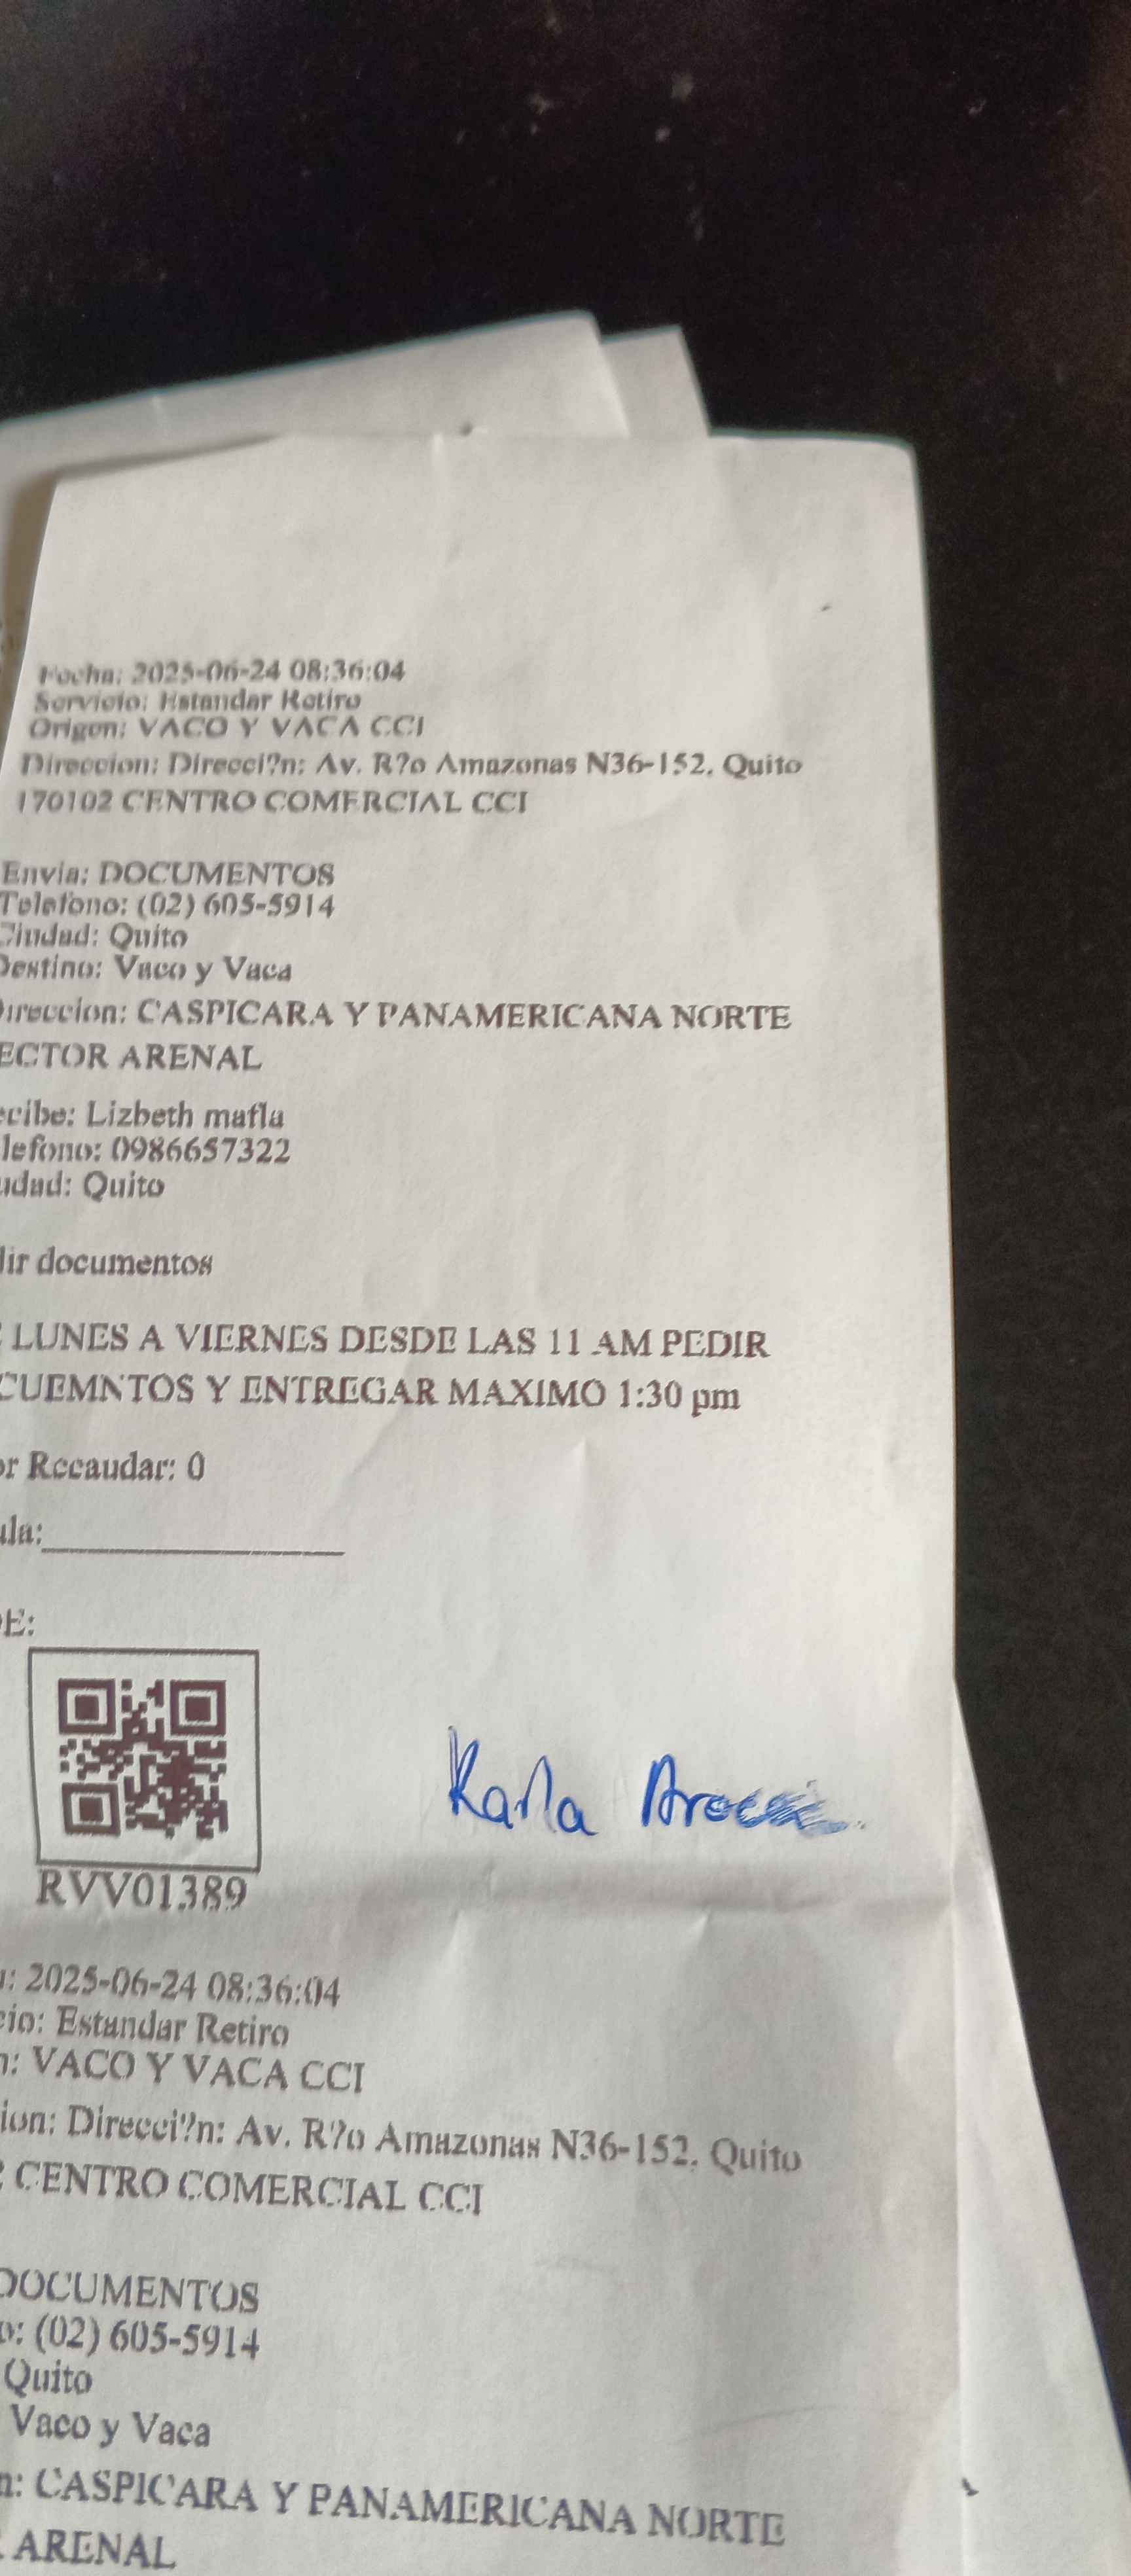 Fecha: 2025-06-24 08:36:04
Servicio: Estandar Retiro
Origen: VACO Y VACA CCI
Direccion: Direcci?n: Av. R?o Amazonas N36-152, Quito
170102 CENTRO COMERCIAL CCI
Envia: DOCUMENTOS
Telefono: (02) 605-5914
Ciudad: Quito
Destino: Vaco y Vaca
Direccion: CASPICARA Y PANAMERICANA NORTE
ECTOR ARENAL
ecibe: Lizbeth mafla
lefono: 0986657322
udad: Quito
dir documentos
LUNES A VIERNES DESDE LAS 11 AM PEDIR
CUEMNTOS Y ENTREGAR MAXIMO 1:30 pm
or Recaudar: 0
ula:
DE:
Karla
RVV01389
a: 2025-06-24 08:36:04
cio: Estandar Retiro
n: VACO Y VACA CCI
ion: Direcci?n: Av. R?o Amazonas N36-152, Quito
2 CENTRO COMERCIAL CCI
DOCUMENTOS
o: (02) 605-5914
Quito
Vaco y Vaca
n: CASPICARA Y PANAMERICANA NORTE
R ARENAL